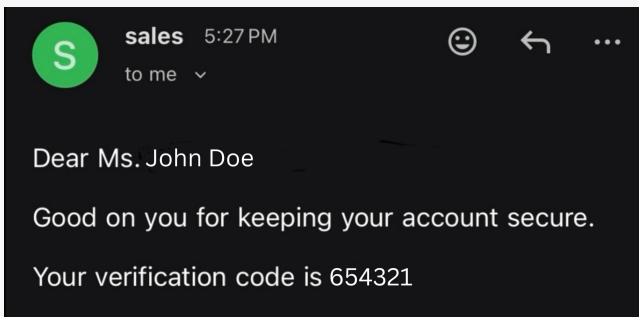 S
sales 5:27 PM
to me
Dear Ms. John Doe
Good on you for keeping your account secure.
Your verification code is 654321